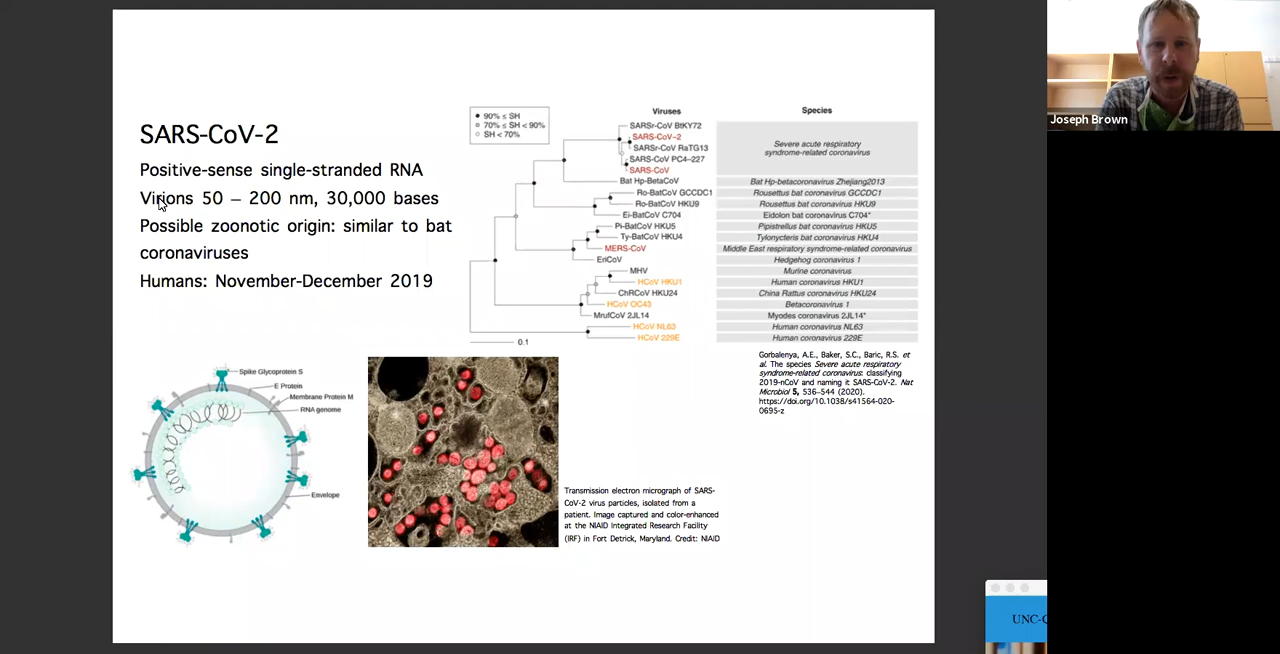 SARS-CoV-2
Positive-sense single-stranded RNA
Virions 50 – 200 nm, 30,000 bases
Possible zoonotic origin: similar to bat
coronaviruses
Humans: November-December 2019
90% ≤ SH
70% ≤ SH < 90%
SH < 70%
Viruses
SARSr-CoV BtKY72
SARS-CoV-2
SARSr-CoV RaTG13
SARS-CoV PC4-227
SARS-CoV
Bat Hp-BetaCoV
Ro-BatCoV GCCDC1
Ro-BatCoV HKU9
Ei-BatCoV C704
Pi-BatCoV HKU5
Ty-BatCoV HKU4
MERS-CoV
EriCoV
MHV
HCoV HKU1
ChRCoV HKU24
HCoV OC43
MrufCoV 2JL14
HCoV NL63
HCoV 229E
0.1
Species
Severe acute respiratory
syndrome-related coronavirus
Bat Hp-betacoronavirus Zhejiang2013
Rousettus bat coronavirus GCCDC1
Rousettus bat coronavirus HKU9
Eidolon bat coronavirus C704*
Pipistrellus bat coronavirus HKU5
Tylonycteris bat coronavirus HKU4
Middle East respiratory syndrome-related coronavirus
Hedgehog coronavirus 1
Murine coronavirus
Human coronavirus HKU1
China Rattus coronavirus HKU24
Betacoronavirus 1
Myodes coronavirus 2JL14*
Human coronavirus NL63
Human coronavirus 229E
Gorbalenya, A.E., Baker, S.C., Baric, R.S. et
al. The species Severe acute respiratory
syndrome-related coronavirus: classifying
2019-nCoV and naming it SARS-CoV-2. Nat
Microbiol 5, 536–544 (2020).
https://doi.org/10.1038/s41564-020-
0695-z
Spike Glycoprotein S
E Protein
Membrane Protein M
RNA genome
Envelope
Transmission electron micrograph of SARS-
CoV-2 virus particles, isolated from a
patient. Image captured and color-enhanced
at the NIAID Integrated Research Facility
(IRF) in Fort Detrick, Maryland. Credit: NIAID
Joseph Brown
UNC-